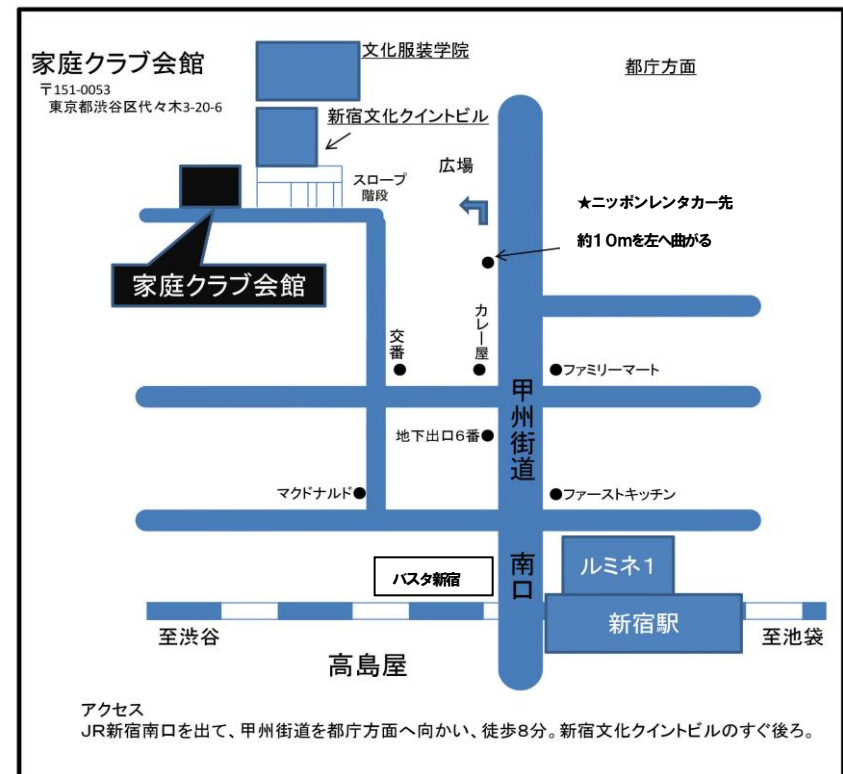 家庭クラブ会館
〒151-0053
東京都渋谷区代々木3-20-6
文化服装学院
都庁方面
新宿文化クイントビル
広場
スロープ
階段
★ニッポンレンタカー先
約10mを左へ曲がる
家庭クラブ会館
カレー屋
交番
ファミリーマート
甲州街道
地下出口6番
マクドナルド
ファーストキッチン
南口
ルミネ1
バスタ新宿
新宿駅
至渋谷
至池袋
高島屋
アクセス
JR新宿南口を出て、甲州街道を都庁方面へ向かい、徒歩8分。新宿文化クイントビルのすぐ後ろ。